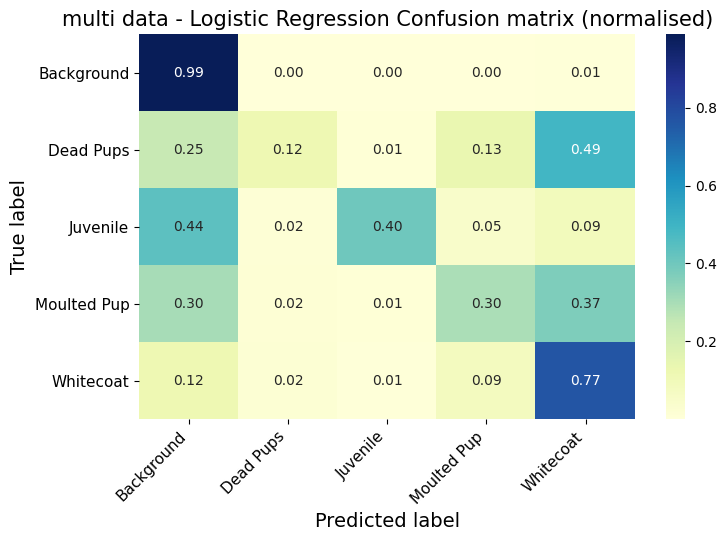 multi data - Logistic Regression Confusion matrix (normalised)
Background 0.99 0.00 0.00 0.00 0.01
Dead Pups 0.25 0.12 0.01 0.13 0.49
Juvenile 0.44 0.02 0.40 0.05 0.09
Moulted Pup 0.30 0.02 0.01 0.30 0.37
Whitecoat 0.12 0.02 0.01 0.09 0.77
True label
Background Dead Pups Juvenile Moulted Pup Whitecoat
Predicted label
0.8
0.6
0.4
0.2